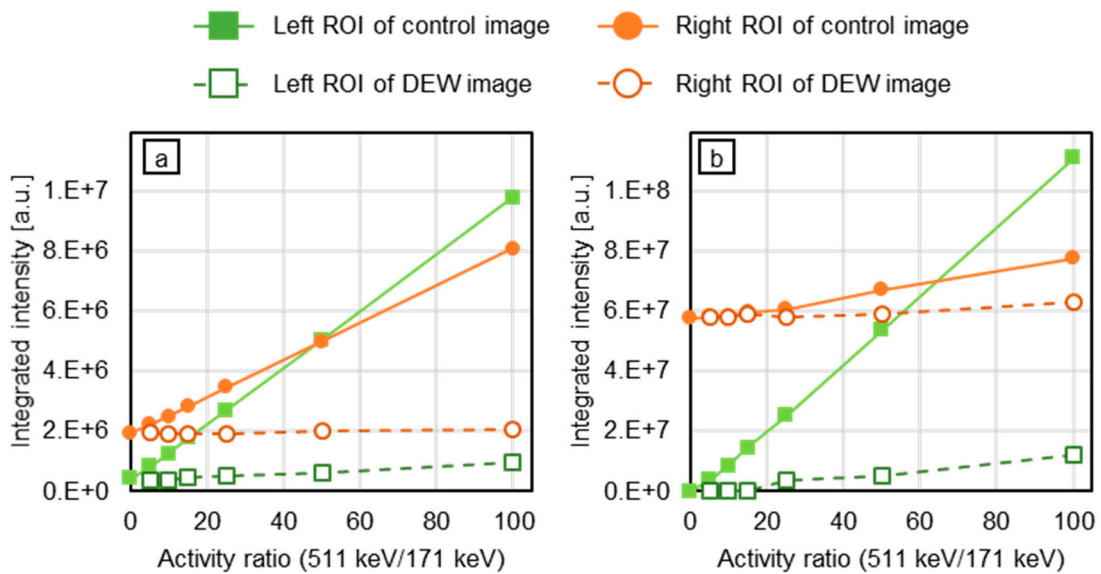 Left ROI of control image
Right ROI of control image
Left ROI of DEW image
Right ROI of DEW image
a
Integrated intensity [a.u.]
1.E+7
8.E+6
6.E+6
4.E+6
2.E+6
0.E+0
0 20 40 60 80 100
Activity ratio (511 keV/171 keV)
b
Integrated intensity [a.u.]
1.E+8
8.E+7
6.E+7
4.E+7
2.E+7
0.E+0
0 20 40 60 80 100
Activity ratio (511 keV/171 keV)